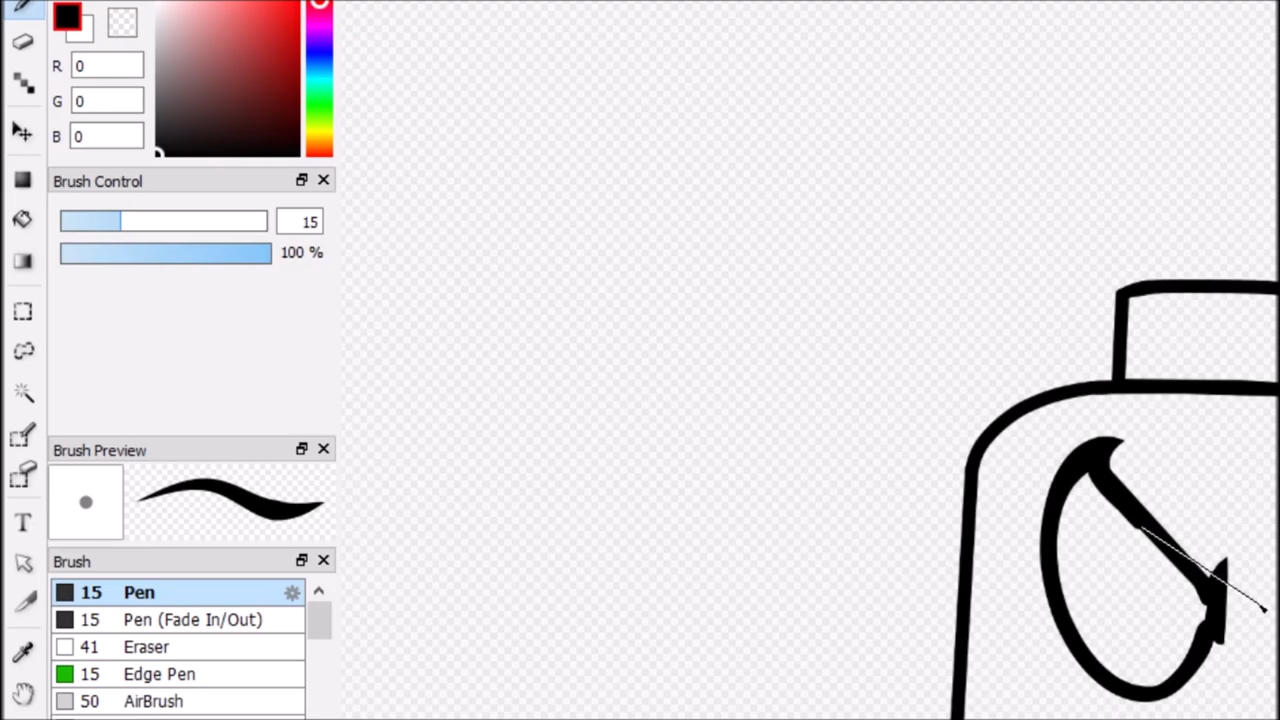 R 0
G 0
B 0
Brush Control
15
100 %
Brush Preview
Brush
15 Pen
15 Pen (Fade In/Out)
41 Eraser
15 Edge Pen
50 AirBrush
T